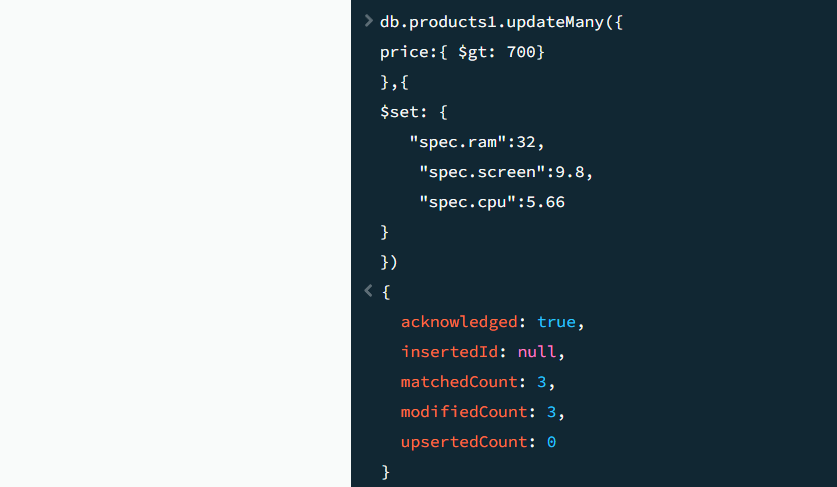 db.products1.updateMany({
price:{ $gt: 700}
},{
$set: {
   "spec.ram":32,
    "spec.screen":9.8,
    "spec.cpu":5.66
}
})
{
  acknowledged: true,
  insertedId: null,
  matchedCount: 3,
  modifiedCount: 3,
  upsertedCount: 0
}